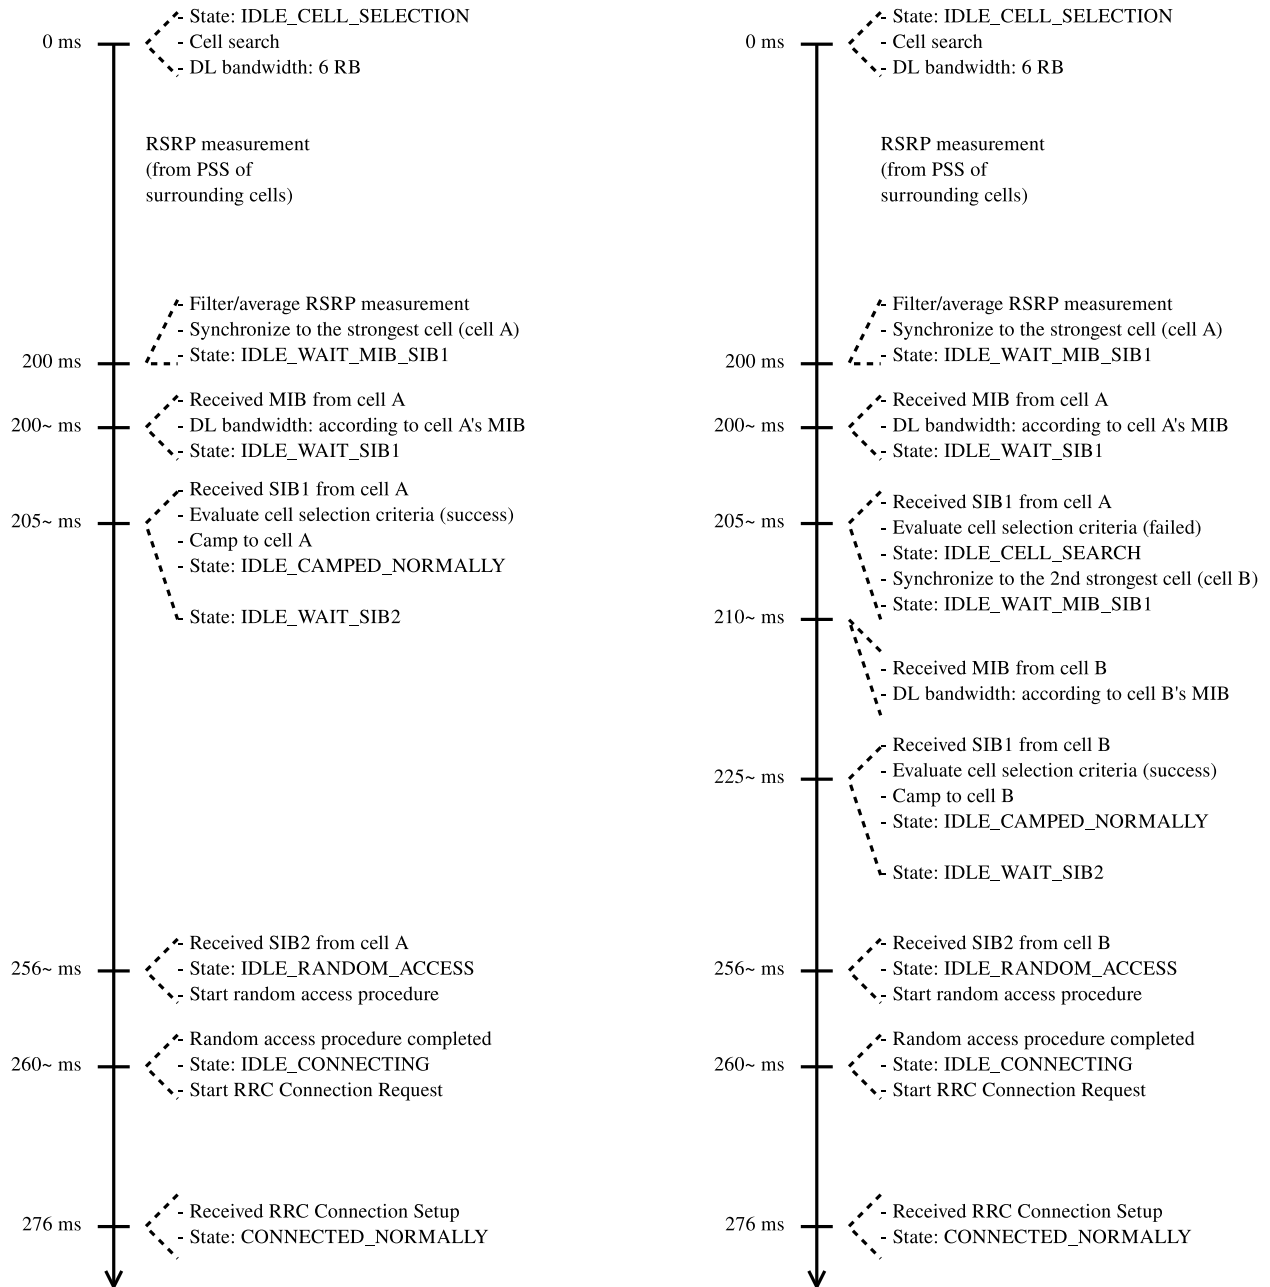 0 ms
- State: IDLE_CELL_SELECTION
- Cell search
- DL bandwidth: 6 RB
RSRP measurement
(from PSS of
surrounding cells)
- Filter/average RSRP measurement
- Synchronize to the strongest cell (cell A)
- State: IDLE_WAIT_MIB_SIB1
200 ms
- Received MIB from cell A
- DL bandwidth: according to cell A's MIB
- State: IDLE_WAIT_SIB1
200~ ms
- Received SIB1 from cell A
- Evaluate cell selection criteria (success)
- Camp to cell A
- State: IDLE_CAMPED_NORMALLY
- State: IDLE_WAIT_SIB2
205~ ms
- Received SIB2 from cell A
- State: IDLE_RANDOM_ACCESS
- Start random access procedure
256~ ms
- Random access procedure completed
- State: IDLE_CONNECTING
- Start RRC Connection Request
260~ ms
- Received RRC Connection Setup
- State: CONNECTED_NORMALLY
276 ms
0 ms
- State: IDLE_CELL_SELECTION
- Cell search
- DL bandwidth: 6 RB
RSRP measurement
(from PSS of
surrounding cells)
- Filter/average RSRP measurement
- Synchronize to the strongest cell (cell A)
- State: IDLE_WAIT_MIB_SIB1
200 ms
- Received MIB from cell A
- DL bandwidth: according to cell A's MIB
- State: IDLE_WAIT_SIB1
200~ ms
- Received SIB1 from cell A
- Evaluate cell selection criteria (failed)
- State: IDLE_CELL_SEARCH
- Synchronize to the 2nd strongest cell (cell B)
- State: IDLE_WAIT_MIB_SIB1
205~ ms
210~ ms
- Received MIB from cell B
- DL bandwidth: according to cell B's MIB
- Received SIB1 from cell B
- Evaluate cell selection criteria (success)
- Camp to cell B
- State: IDLE_CAMPED_NORMALLY
- State: IDLE_WAIT_SIB2
225~ ms
- Received SIB2 from cell B
- State: IDLE_RANDOM_ACCESS
- Start random access procedure
256~ ms
- Random access procedure completed
- State: IDLE_CONNECTING
- Start RRC Connection Request
260~ ms
- Received RRC Connection Setup
- State: CONNECTED_NORMALLY
276 ms